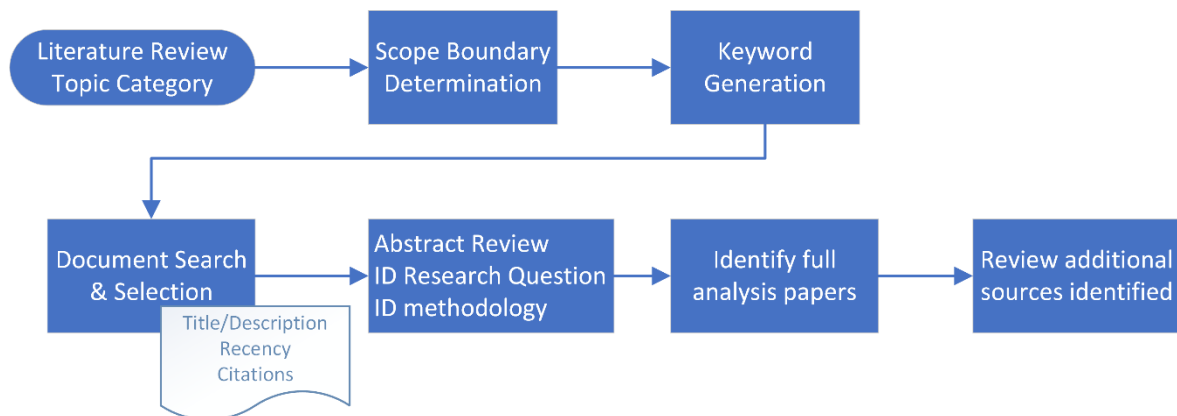 Literature Review
Topic Category
Scope Boundary
Determination
Keyword
Generation
Document Search
& Selection
Title/Description
Recency
Citations
Abstract Review
ID Research Question
ID methodology
Identify full
analysis papers
Review additional
sources identified